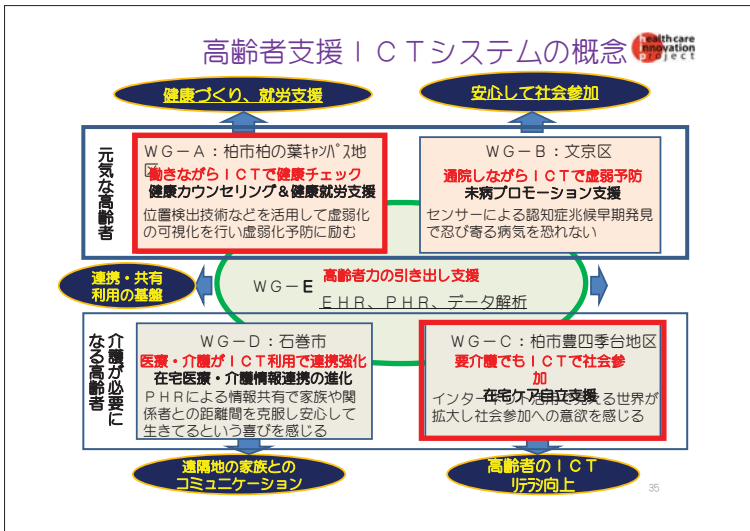 高齢者支援ＩＣＴシステムの概念
healthcare
innovation
project
健康づくり、就労支援
安心して社会参加
元気な高齢者
WG－A：柏市柏の葉ｷｬﾝﾊﾟｽ地
区
働きながらＩＣＴで健康チェック
健康カウンセリング＆健康就労支援
位置検出技術などを活用して虚弱化
の可視化を行い虚弱化予防に励む
WG－B：文京区
通院しながらＩＣＴで虚弱予防
未病プロモーション支援
センサーによる認知症兆候早期発見
で忍び寄る病気を恐れない
連携・共有
利用の基盤
WG－E
高齢者力の引き出し支援
ＥＨＲ、ＰＨＲ、データ解析
介護が必要に
なる高齢者
WG－D：石巻市
医療・介護がＩＣＴ利用で連携強化
在宅医療・介護情報連携の進化
ＰＨＲによる情報共有で家族や関
係者との距離間を克服し安心して
生きてるという喜びを感じる
WG－C：柏市豊四季台地区
要介護でもＩＣＴで社会参
加
在宅ケア自立支援
拡大し社会参加への意欲を感じる
遠隔地の家族との
コミュニケーション
高齢者のＩＣＴ
ﾘﾃﾗｼ向上
35